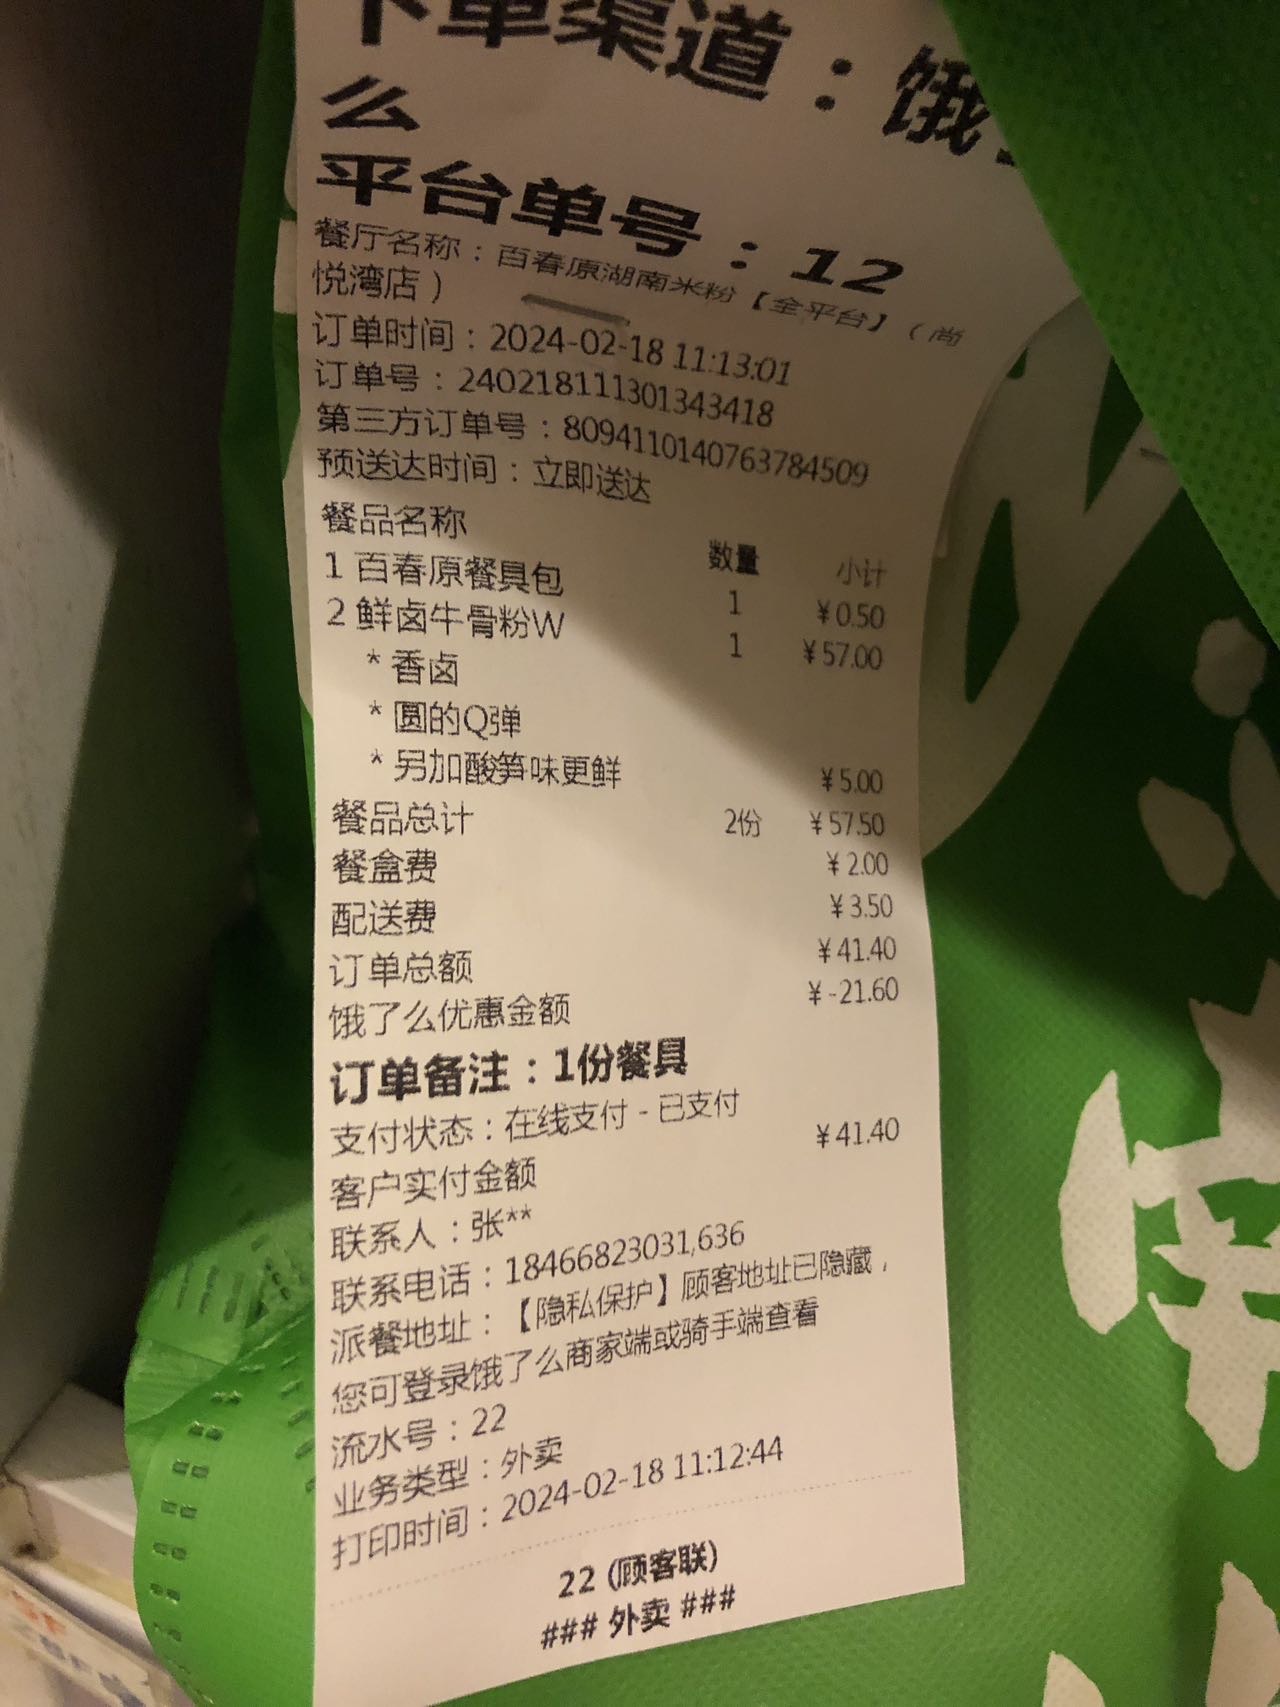 下单渠道：饿了
么
平台单号：12
餐厅名称：百春原湖南米粉【全平台】（尚
悦湾店）
订单时间：2024-02-18 11:13:01
订单号：240218111301343418
第三方订单号：8094110140763784509
预送达时间：立即送达
餐品名称 数量 小计
1 百春原餐具包 1 ¥0.50
2 鲜卤牛骨粉W 1 ¥57.00
* 香卤
* 圆的Q弹
* 另加酸笋味更鲜 ¥5.00
餐品总计 2份 ¥57.50
餐盒费 ¥2.00
配送费 ¥3.50
订单总额 ¥41.40
饿了么优惠金额 ¥-21.60
订单备注：1份餐具
支付状态：在线支付 - 已支付
客户实付金额 ¥41.40
联系人：张**
联系电话：18466823031,636
派餐地址：【隐私保护】顾客地址已隐藏，
您可登录饿了么商家端或骑手端查看
流水号：22
业务类型：外卖
打印时间：2024-02-18 11:12:44
22 (顾客联)
### 外卖 ###